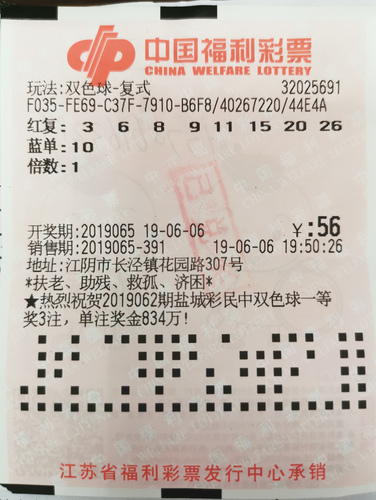 中国福利彩票
CHINA WELFARE LOTTERY
玩法:双色球-复式 32025691
F035-FE69-C37F-7910-B6F8/40267220/44E4A
红复: 3 6 8 9 11 15 20 26
蓝单:10
倍数:1
开奖期:2019065 19-06-06 ¥:56
销售期:2019065-391 19-06-06 19:50:26
地址:江阴市长泾镇花园路307号
*扶老、助残、救孤、济困*
★热烈祝贺2019062期盐城彩民中双色球一等
奖3注，单注奖金834万!
江苏省福利彩票发行中心承销